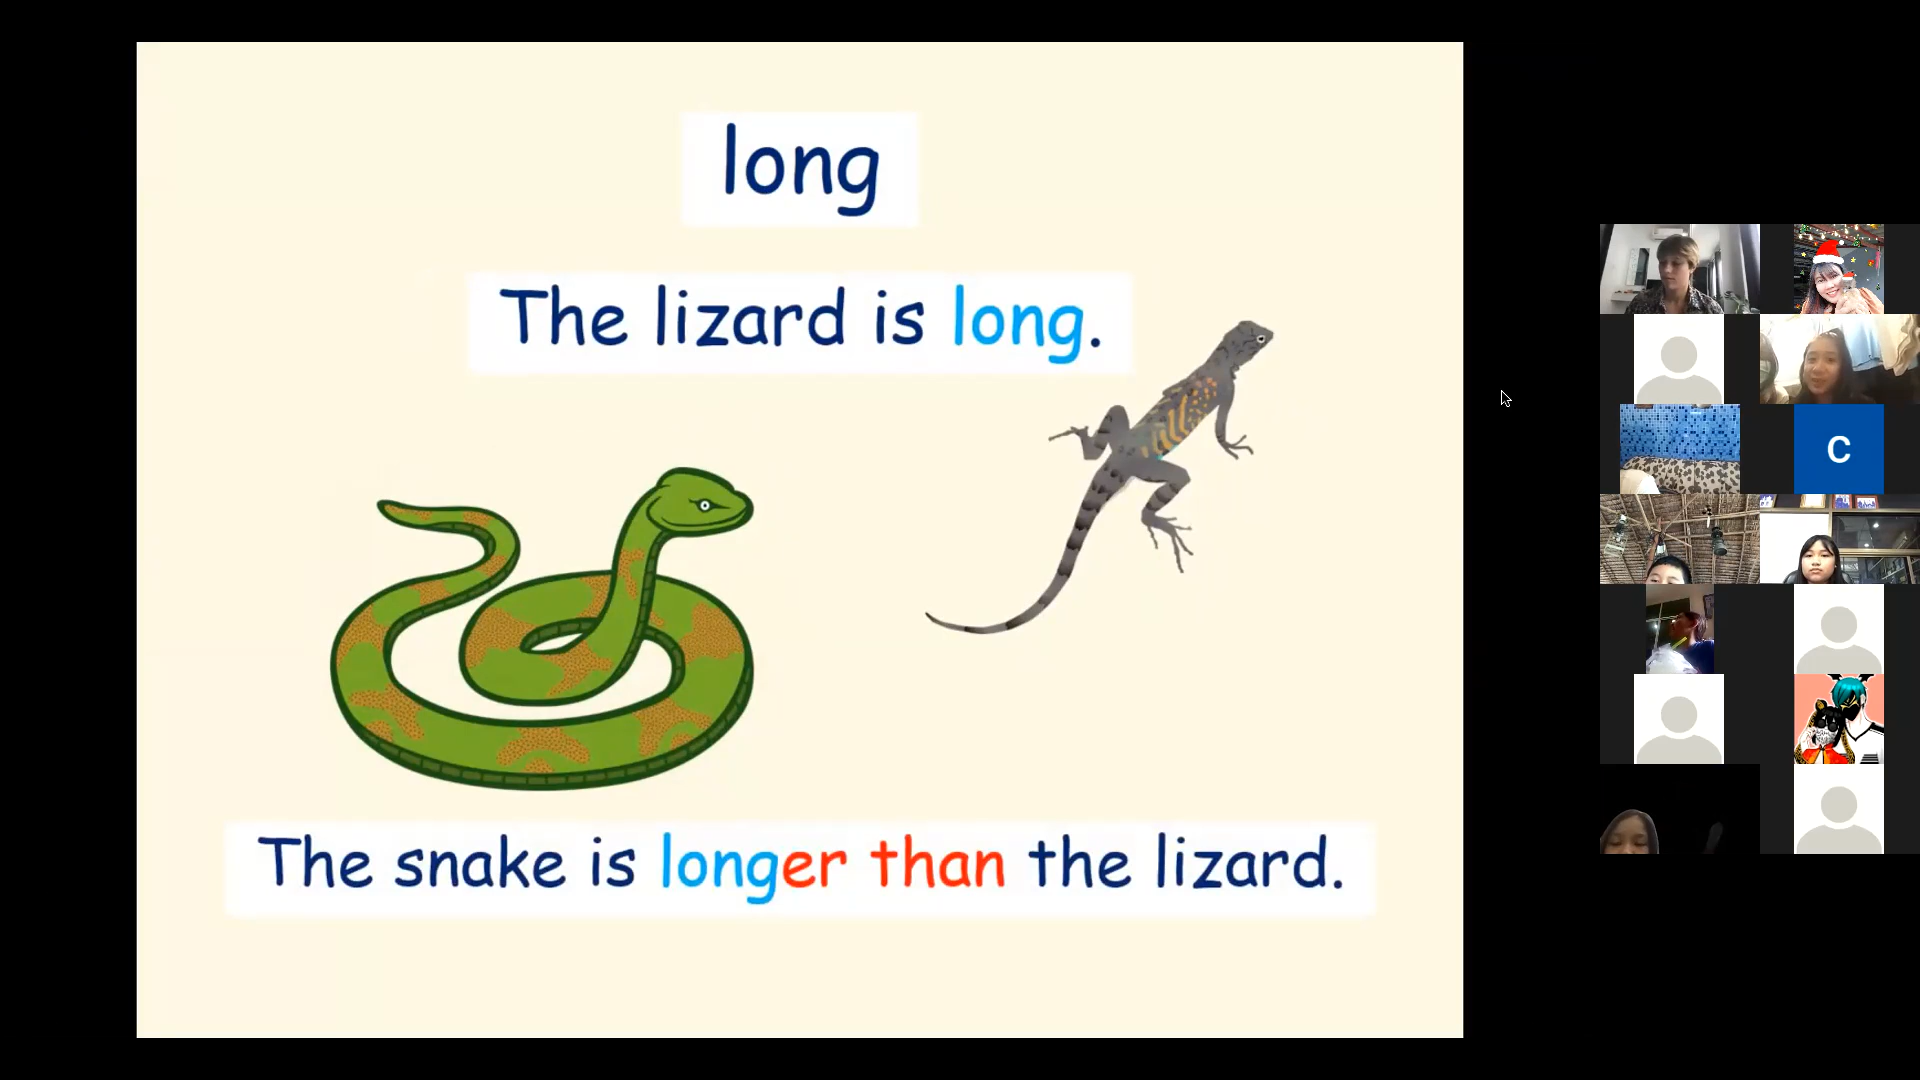 long
The lizard is long.
C
The snake is longer than the lizard.